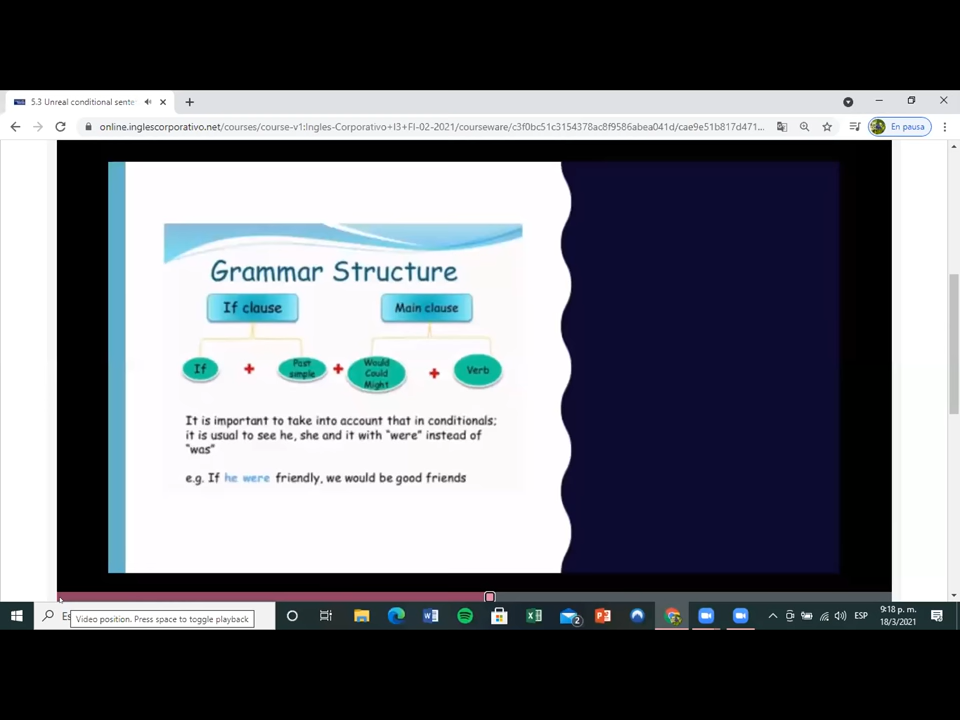 5.3 Unreal conditional sente
online.inglescorporativo.net/courses/course-v1:Ingles-Corporativo+I3+FI-02-2021/courseware/c3f0bc51c3154378ac8f9586abea041d/cae9e51b817d471...
En pausa
Grammar Structure
If clause
Main clause
If + Past simple + Would Could Might + Verb
It is important to take into account that in conditionals;
it is usual to see he, she and it with "were" instead of
"was"
e.g. If he were friendly, we would be good friends
Es
Video position. Press space to toggle playback
2
ESP
9:18 p. m.
18/3/2021